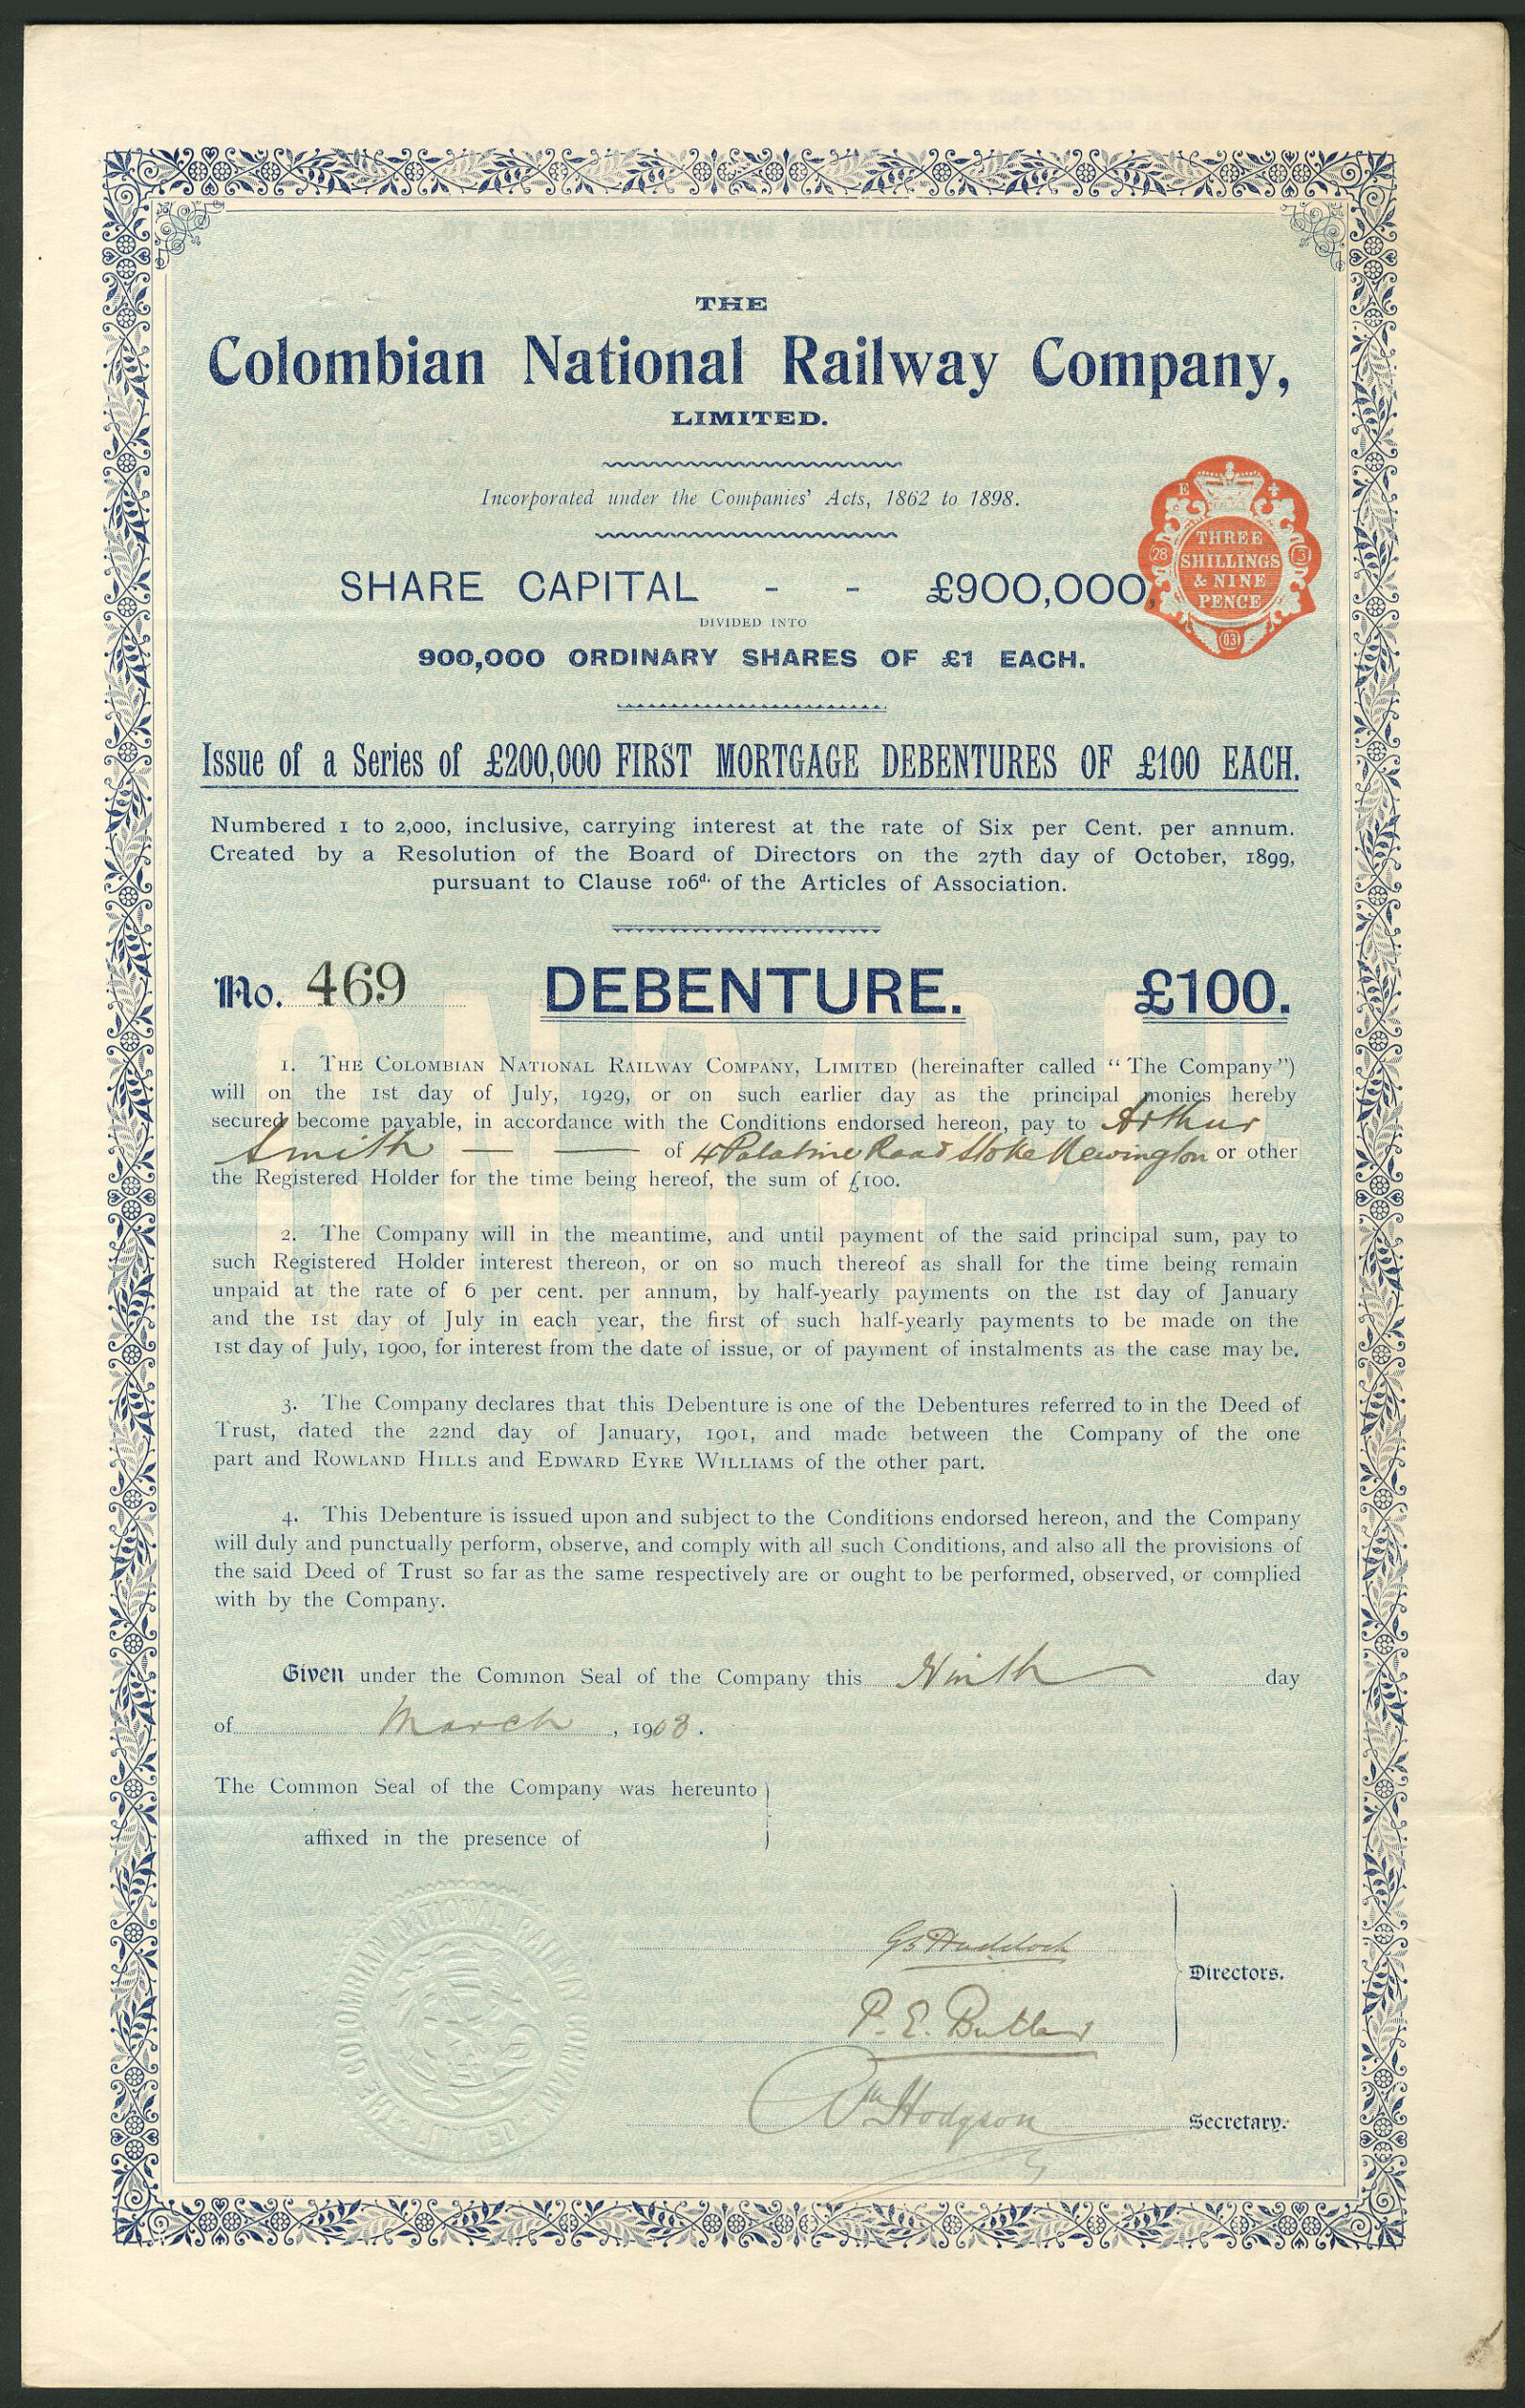 THE
Colombian National Railway Company,
LIMITED.
Incorporated under the Companies' Acts, 1862 to 1898.
E 4
28 3
THREE
SHILLINGS
& NINE
PENCE
03
SHARE CAPITAL - - £900,000,
DIVIDED INTO
900,000 ORDINARY SHARES OF £1 EACH.
Issue of a Series of £200,000 FIRST MORTGAGE DEBENTURES OF £100 EACH.
Numbered 1 to 2,000, inclusive, carrying interest at the rate of Six per Cent. per annum.
Created by a Resolution of the Board of Directors on the 27th day of October, 1899,
pursuant to Clause 106d. of the Articles of Association.
No. 469 DEBENTURE. £100.
1. THE COLOMBIAN NATIONAL RAILWAY COMPANY, LIMITED (hereinafter called "The Company")
will on the 1st day of July, 1929, or on such earlier day as the principal monies hereby
secured become payable, in accordance with the Conditions endorsed hereon, pay to Arthur
Smith — — of 4 Palatine Road Stoke Newington or other
the Registered Holder for the time being hereof, the sum of £100.
2. The Company will in the meantime, and until payment of the said principal sum, pay to
such Registered Holder interest thereon, or on so much thereof as shall for the time being remain
unpaid at the rate of 6 per cent. per annum, by half-yearly payments on the 1st day of January
and the 1st day of July in each year, the first of such half-yearly payments to be made on the
1st day of July, 1900, for interest from the date of issue, or of payment of instalments as the case may be.
3. The Company declares that this Debenture is one of the Debentures referred to in the Deed of
Trust, dated the 22nd day of January, 1901, and made between the Company of the one
part and ROWLAND HILLS and EDWARD EYRE WILLIAMS of the other part.
4. This Debenture is issued upon and subject to the Conditions endorsed hereon, and the Company
will duly and punctually perform, observe, and comply with all such Conditions, and also all the provisions of
the said Deed of Trust so far as the same respectively are or ought to be performed, observed, or complied
with by the Company.
Given under the Common Seal of the Company this Ninth day
of March, 1903.
The Common Seal of the Company was hereunto
affixed in the presence of
THE COLOMBIAN NATIONAL RAILWAY
Directors.
P. E. Butler
Hodgson Secretary.